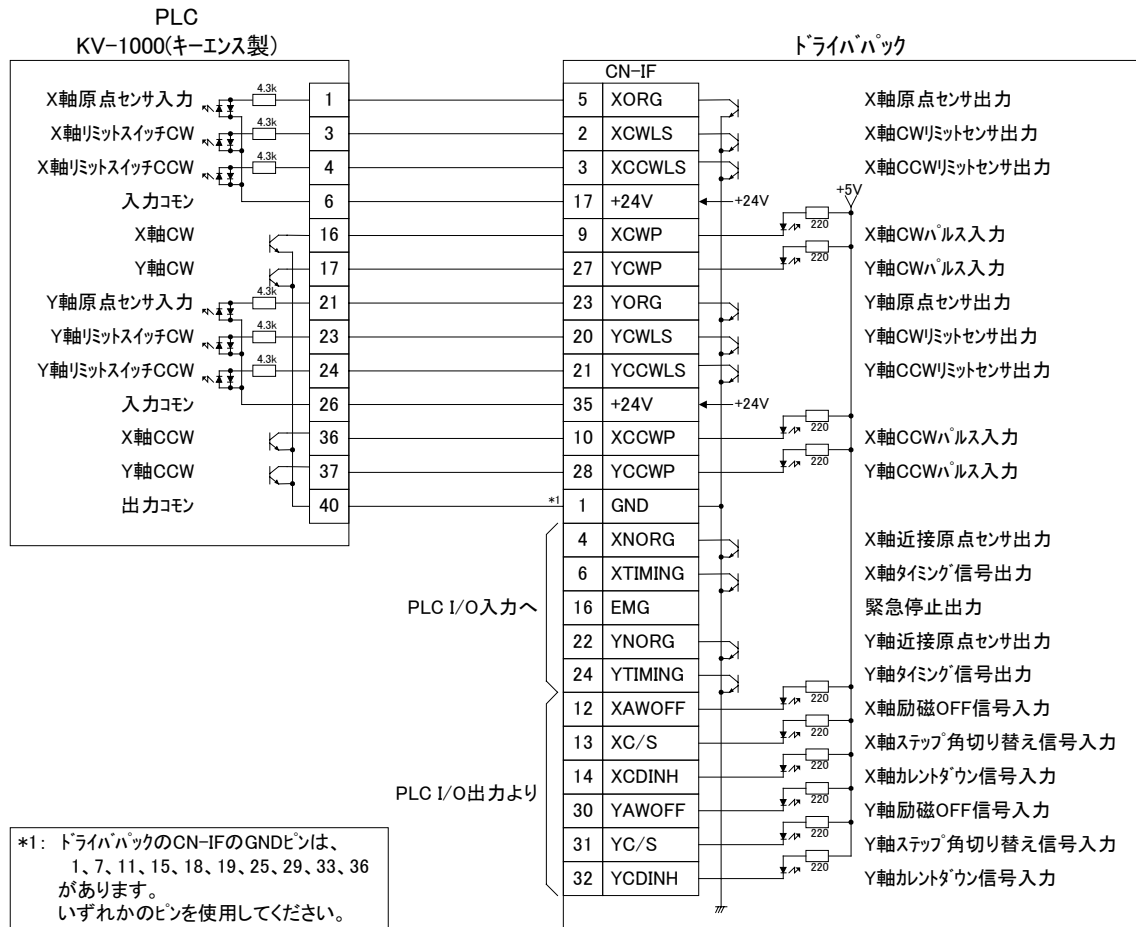 PLC
KV-1000(キーエンス製)
ドライバパック
CN-IF
X軸原点センサ入力 4.3k 1 5 XORG X軸原点センサ出力
X軸リミットスイッチCW 4.3k 3 2 XCWLS X軸CWリミットセンサ出力
X軸リミットスイッチCCW 4.3k 4 3 XCCWLS X軸CCWリミットセンサ出力
+5V
入力コモン 6 17 +24V +24V
X軸CW 16 9 XCWP 220 X軸CWパルス入力
Y軸CW 17 27 YCWP 220 Y軸CWパルス入力
Y軸原点センサ入力 4.3k 21 23 YORG Y軸原点センサ出力
Y軸リミットスイッチCW 4.3k 23 20 YCWLS Y軸CWリミットセンサ出力
Y軸リミットスイッチCCW 4.3k 24 21 YCCWLS Y軸CCWリミットセンサ出力
入力コモン 26 35 +24V +24V
X軸CCW 36 10 XCCWP 220 X軸CCWパルス入力
Y軸CCW 37 28 YCCWP 220 Y軸CCWパルス入力
出力コモン 40 *1 1 GND
4 XNORG X軸近接原点センサ出力
6 XTIMING X軸タイミング信号出力
PLC I/O入力へ 16 EMG 緊急停止出力
22 YNORG Y軸近接原点センサ出力
24 YTIMING Y軸タイミング信号出力
12 XAWOFF 220 X軸励磁OFF信号入力
13 XC/S 220 X軸ステップ角切り替え信号入力
14 XCDINH 220 X軸カレントダウン信号入力
PLC I/O出力より
30 YAWOFF 220 Y軸励磁OFF信号入力
31 YC/S 220 Y軸ステップ角切り替え信号入力
32 YCDINH 220 Y軸カレントダウン信号入力
*1: ドライバパックのCN-IFのGNDピンは、
1、7、11、15、18、19、25、29、33、36
があります。
いずれかのピンを使用してください。